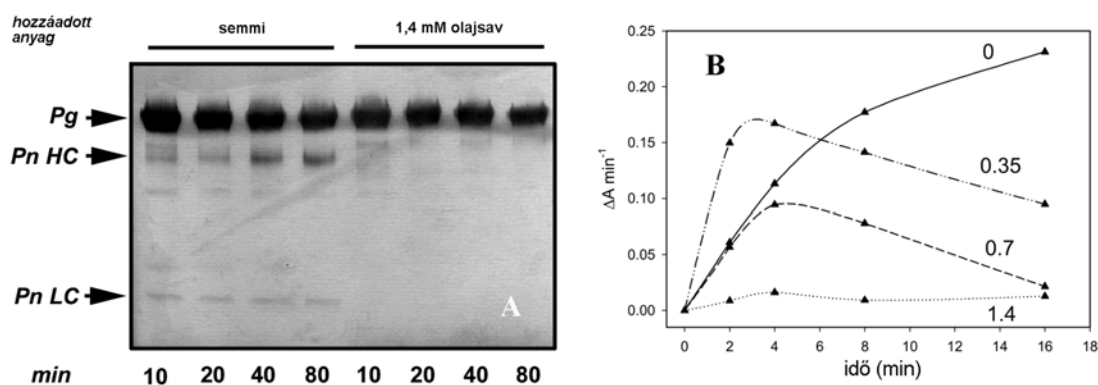 hozzáadott
anyag
semmi
1,4 mM olajsav
Pg
Pn HC
Pn LC
A
min
10 20 40 80 10 20 40 80
B
ΔA min⁻¹
0.25
0.20
0.15
0.10
0.05
0.00
0
0.35
0.7
1.4
0 2 4 6 8 10 12 14 16 18
idő (min)